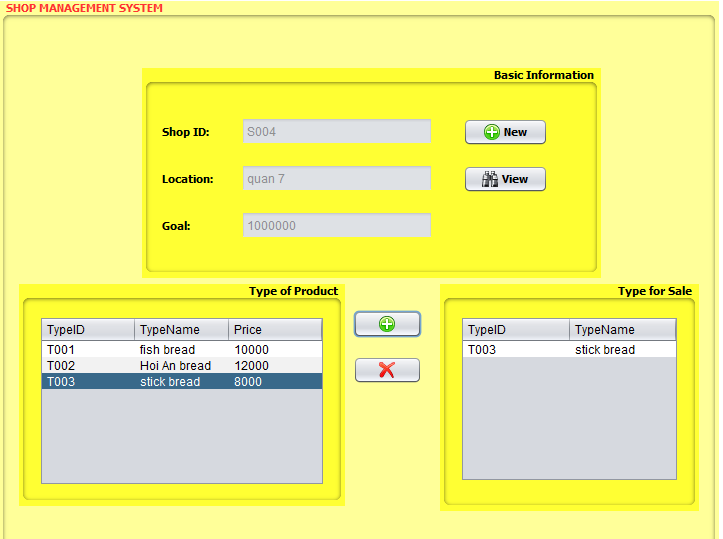 SHOP MANAGEMENT SYSTEM
Basic Information
Shop ID: S004 New
Location: quan 7 View
Goal: 1000000
Type of Product
TypeID TypeName Price
T001 fish bread 10000
T002 Hoi An bread 12000
T003 stick bread 8000
Type for Sale
TypeID TypeName
T003 stick bread